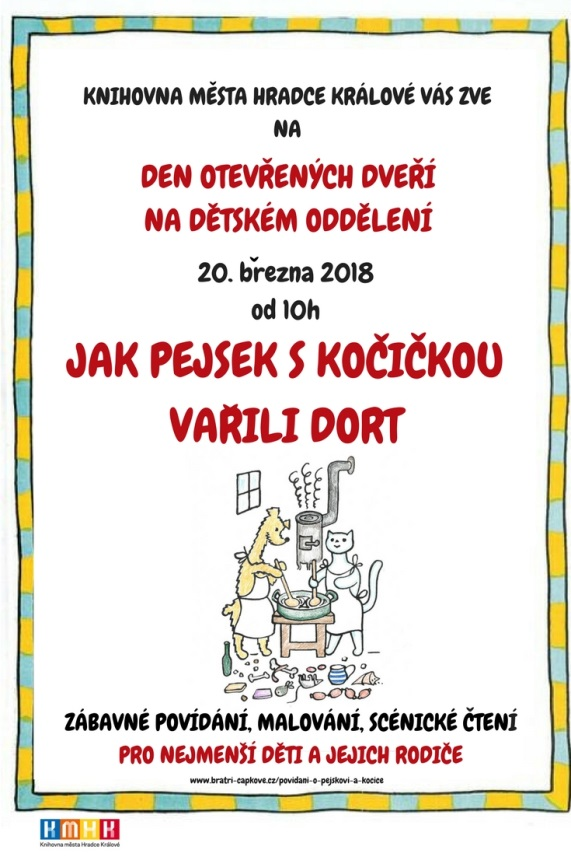 KNIHOVNA MĚSTA HRADCE KRÁLOVÉ VÁS ZVE
NA
DEN OTEVŘENÝCH DVEŘÍ
NA DĚTSKÉM ODDĚLENÍ
20. března 2018
od 10h
JAK PEJSEK S KOČIČKOU
VAŘILI DORT
ZÁBAVNÉ POVÍDÁNÍ, MALOVÁNÍ, SCÉNICKÉ ČTENÍ
PRO NEJMENŠÍ DĚTI A JEJICH RODIČE
www.bratri-capkove.cz/povidani-o-pejskovi-a-kocice
KMHK
Knihovna města Hradce Králové